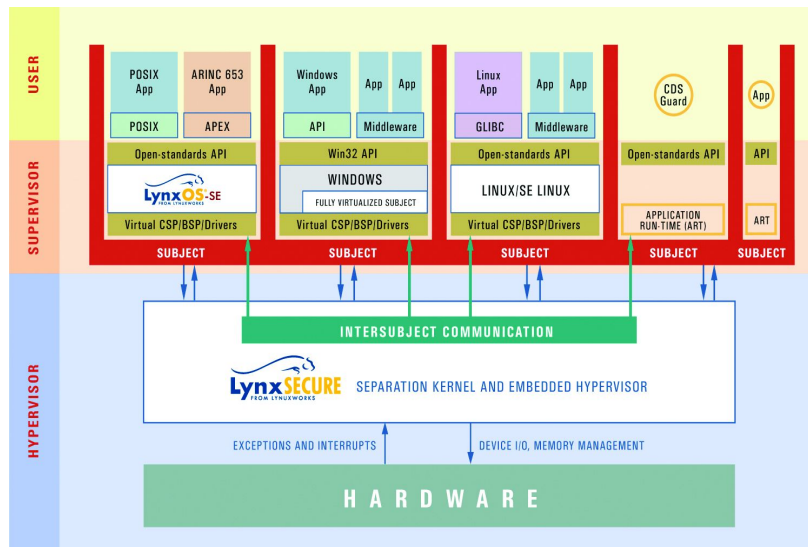 USER
POSIX
App
ARINC 653
App
POSIX
APEX
Windows
App
App
App
API
Middleware
Linux
App
App
App
GLIBC
Middleware
CDS
Guard
App
SUPERVISOR
Open-standards API
LynxOS®-SE
FROM LYNUXWORKS
Virtual CSP/BSP/Drivers
SUBJECT
Win32 API
WINDOWS
FULLY VIRTUALIZED SUBJECT
Virtual CSP/BSP/Drivers
SUBJECT
Open-standards API
LINUX/SE LINUX
Virtual CSP/BSP/Drivers
SUBJECT
Open-standards API
APPLICATION
RUN-TIME (ART)
SUBJECT
API
ART
SUBJECT
HYPERVISOR
INTERSUBJECT COMMUNICATION
LynxSECURE
FROM LYNUXWORKS
SEPARATION KERNEL AND EMBEDDED HYPERVISOR
EXCEPTIONS AND INTERRUPTS
DEVICE I/O, MEMORY MANAGEMENT
HARDWARE